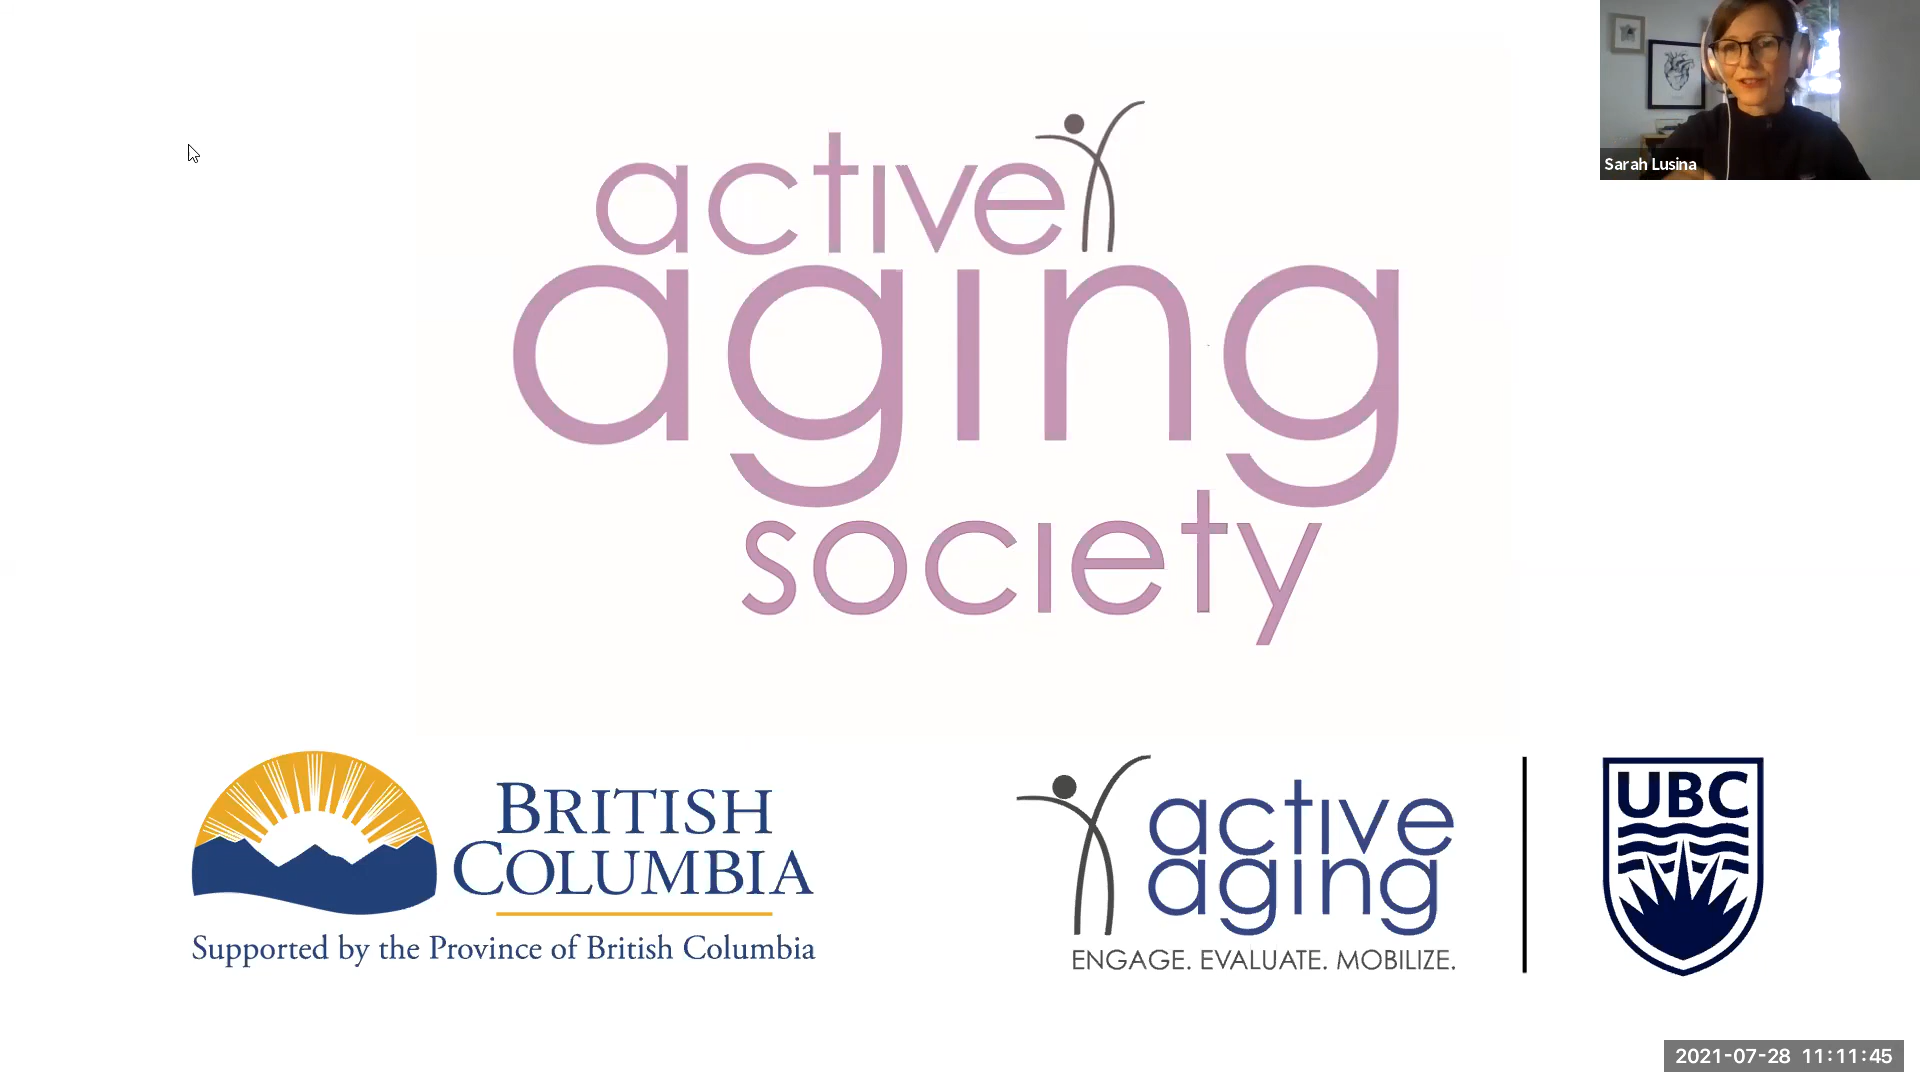 active
aging
society
Sarah Lusina
BRITISH
COLUMBIA
Supported by the Province of British Columbia
active
aging
ENGAGE. EVALUATE. MOBILIZE.
UBC
2021-07-28 11:11:45